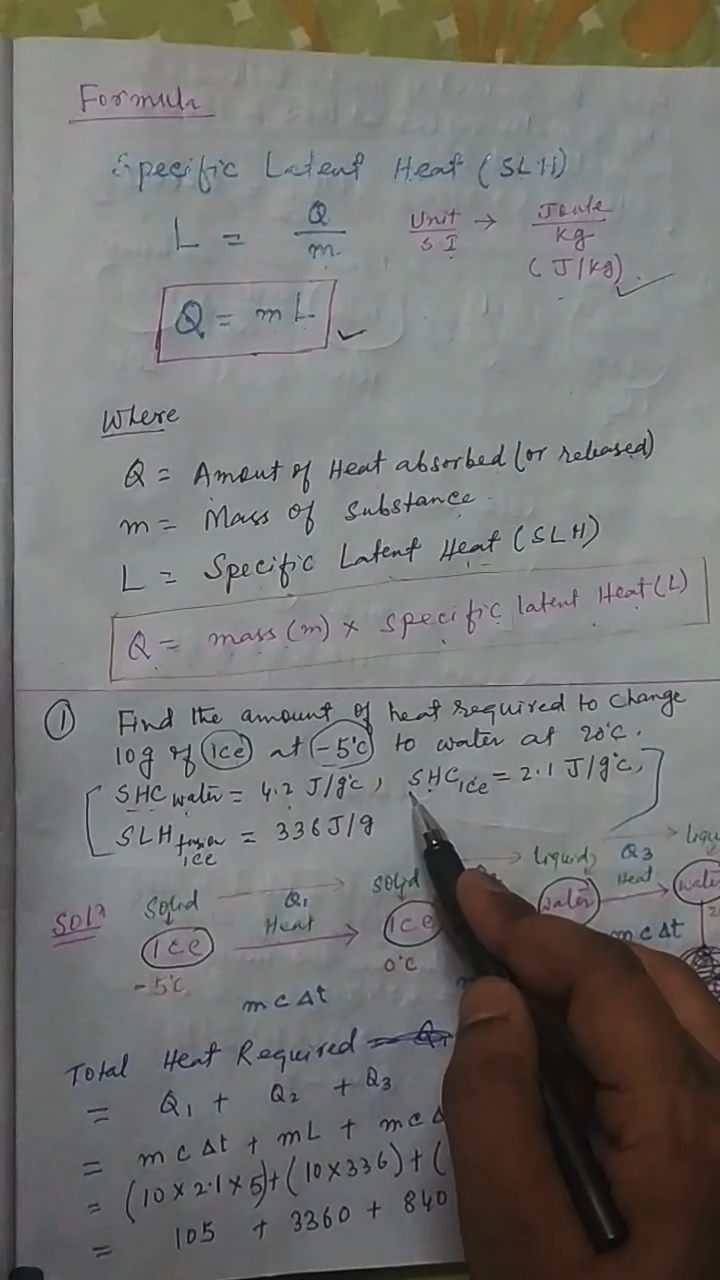 Formula
Specific Latent Heat (SLH)
L = Q/m Unit/SI → Joule/kg
(J/kg)
Q = mL
Where
Q = Amout of Heat absorbed (or released)
m = Mass of Substance
L = Specific Latent Heat (SLH)
Q = mass (m) × specific latent Heat (L)
① Find the amount of heat required to change
10g of Ice at -5°C to water at 20°C.
SHC water = 4.2 J/g°C, SHC ice = 2.1 J/g°C,
SLH fusion ice = 336 J/g
Solid Q1 Solid Liquid Q3
Solⁿ Ice Heat Ice water Heat water
-5°C 0°C mcΔt
mcΔt
Total Heat Required =
= Q1 + Q2 + Q3
= mcΔt + mL + mc
= (10 × 2.1 × 5) + (10 × 336) + (
= 105 + 3360 + 840